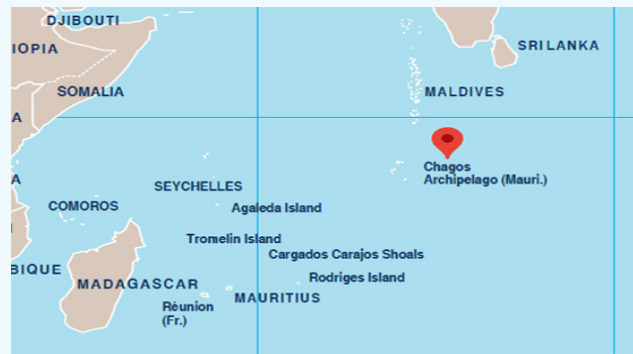 DJIBOUTI
IOPIA
SRI LANKA
SOMALIA
MALDIVES
A
Chagos
Archipelago (Mauri.)
A
SEYCHELLES
COMOROS
Agaleda Island
Tromelin Island
Cargados Carajos Shoals
BIQUE
MADAGASCAR
Rodriges Island
MAURITIUS
Réunion
(Fr.)